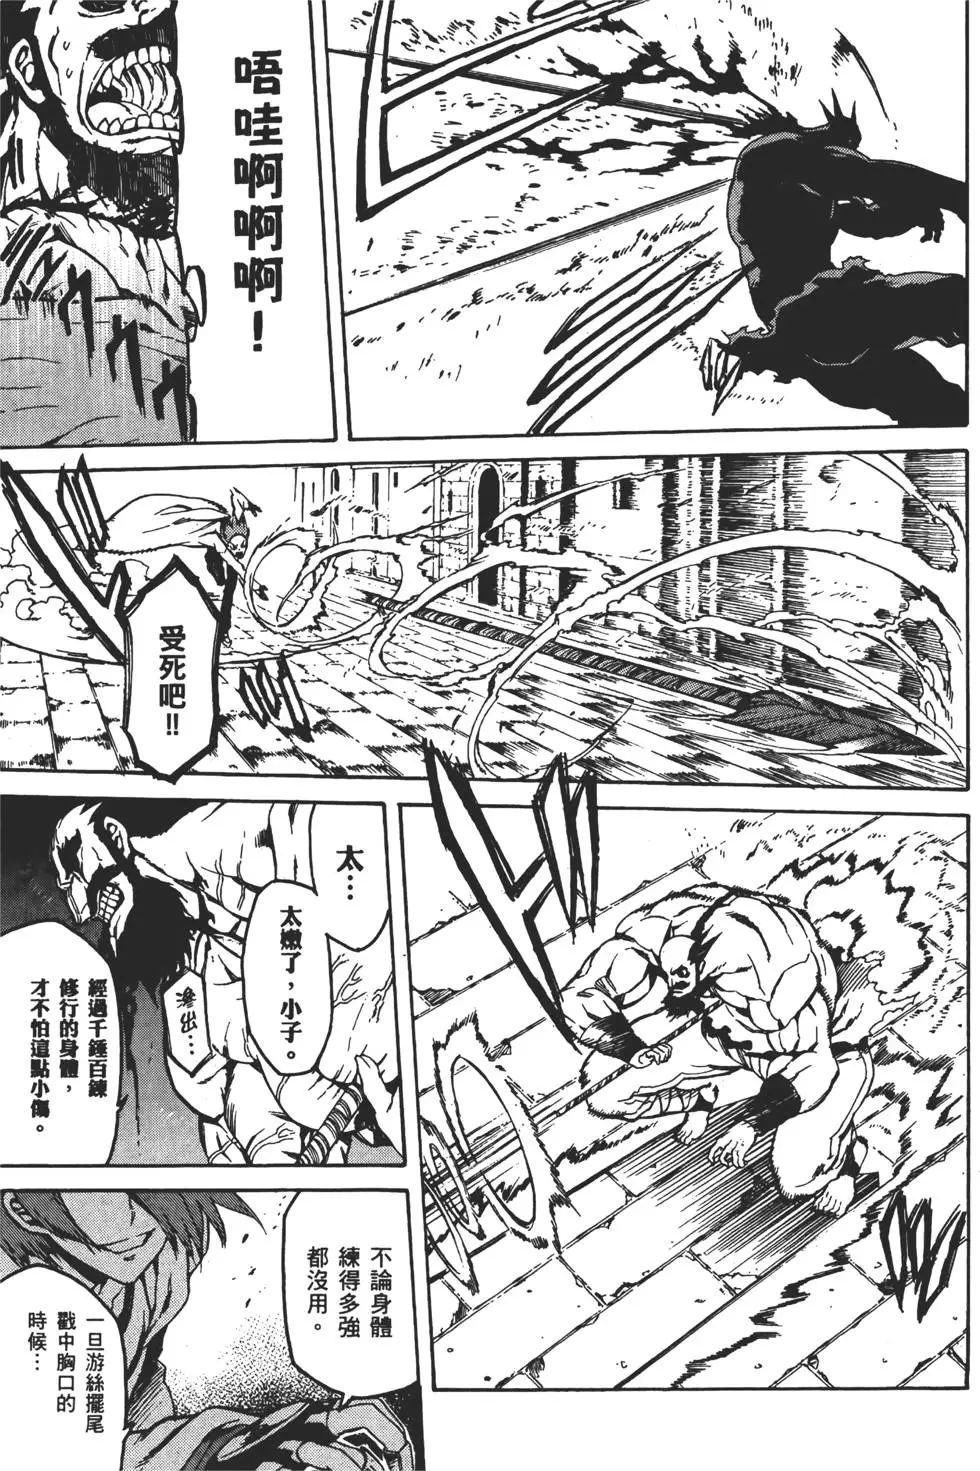 唔哇啊啊啊！
受死吧!!
太…
太嫩了，小子。
滲出…
經過千錘百鍊
修行的身體，
才不怕這點小傷。
不論身體
練得多強
都沒用。
一旦游絲擺尾
戳中胸口的
時候…